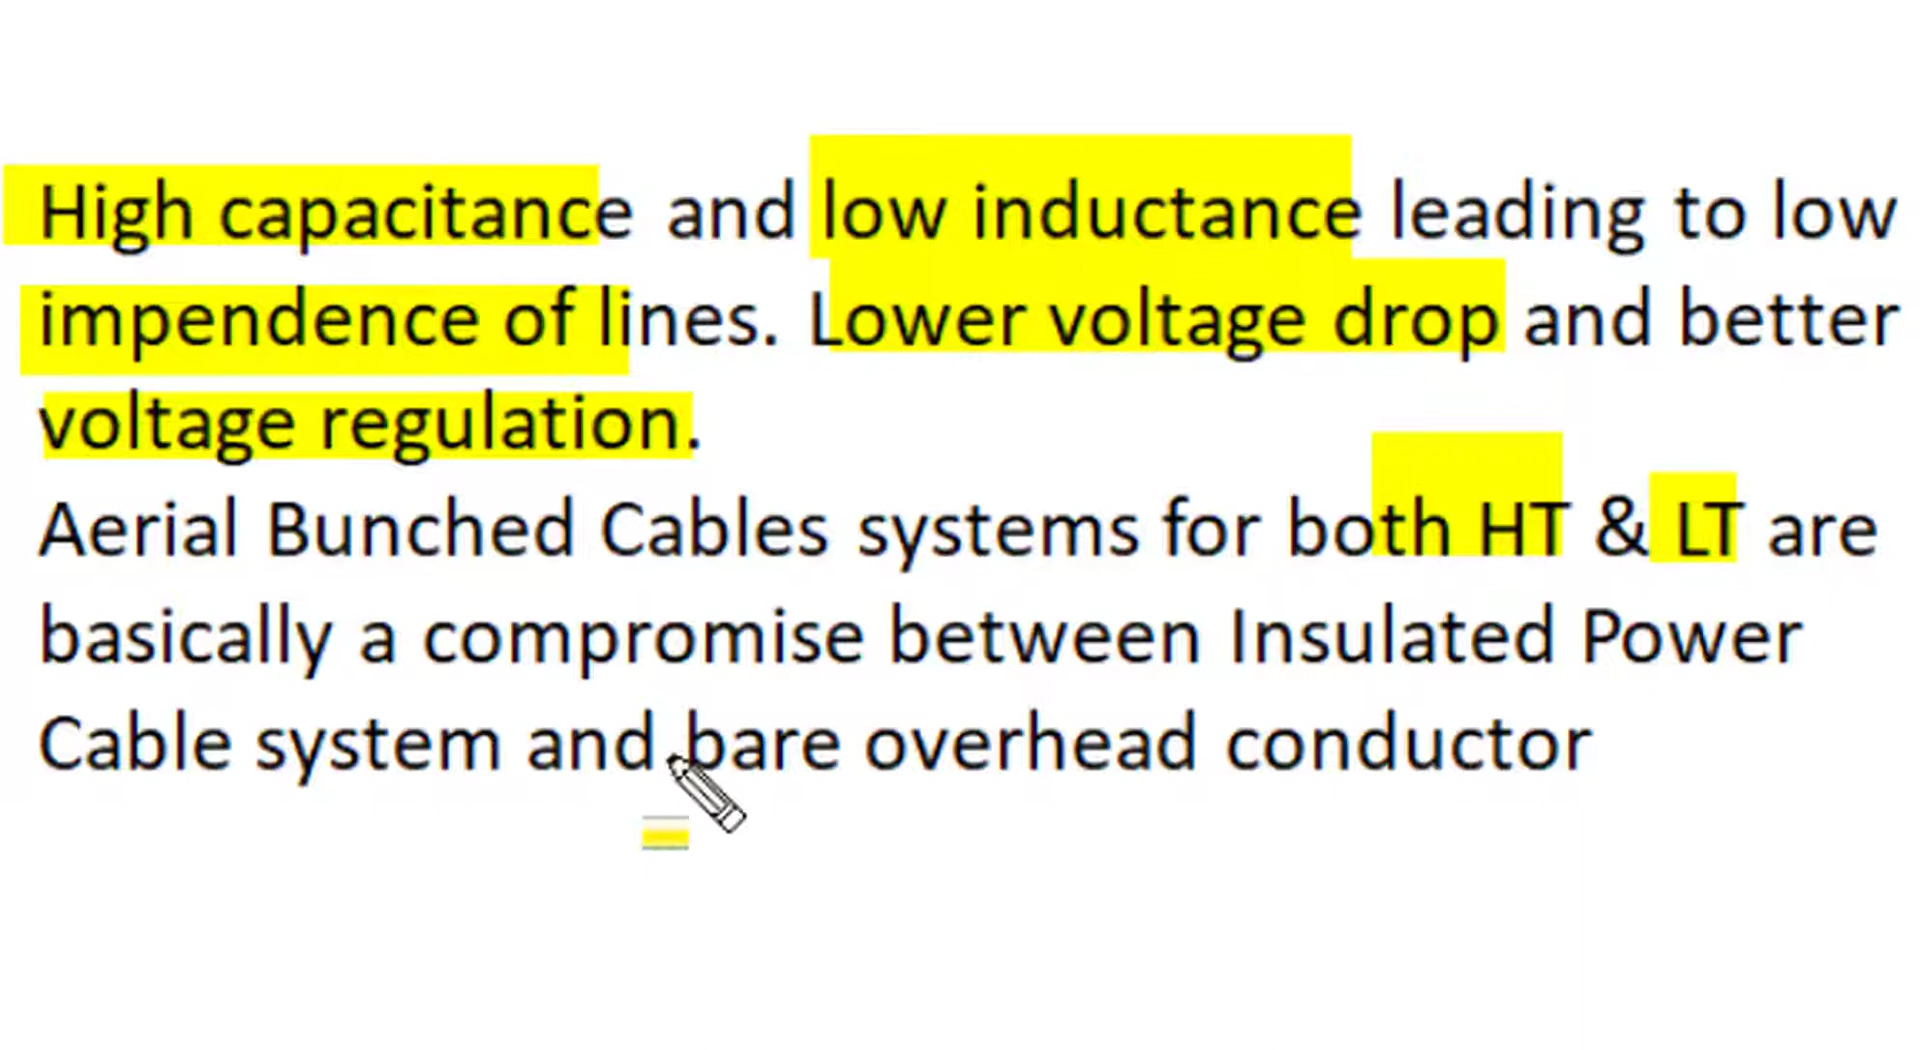 High capacitance and low inductance leading to low
impendence of lines. Lower voltage drop and better
voltage regulation.
Aerial Bunched Cables systems for both HT & LT are
basically a compromise between Insulated Power
Cable system and bare overhead conductor